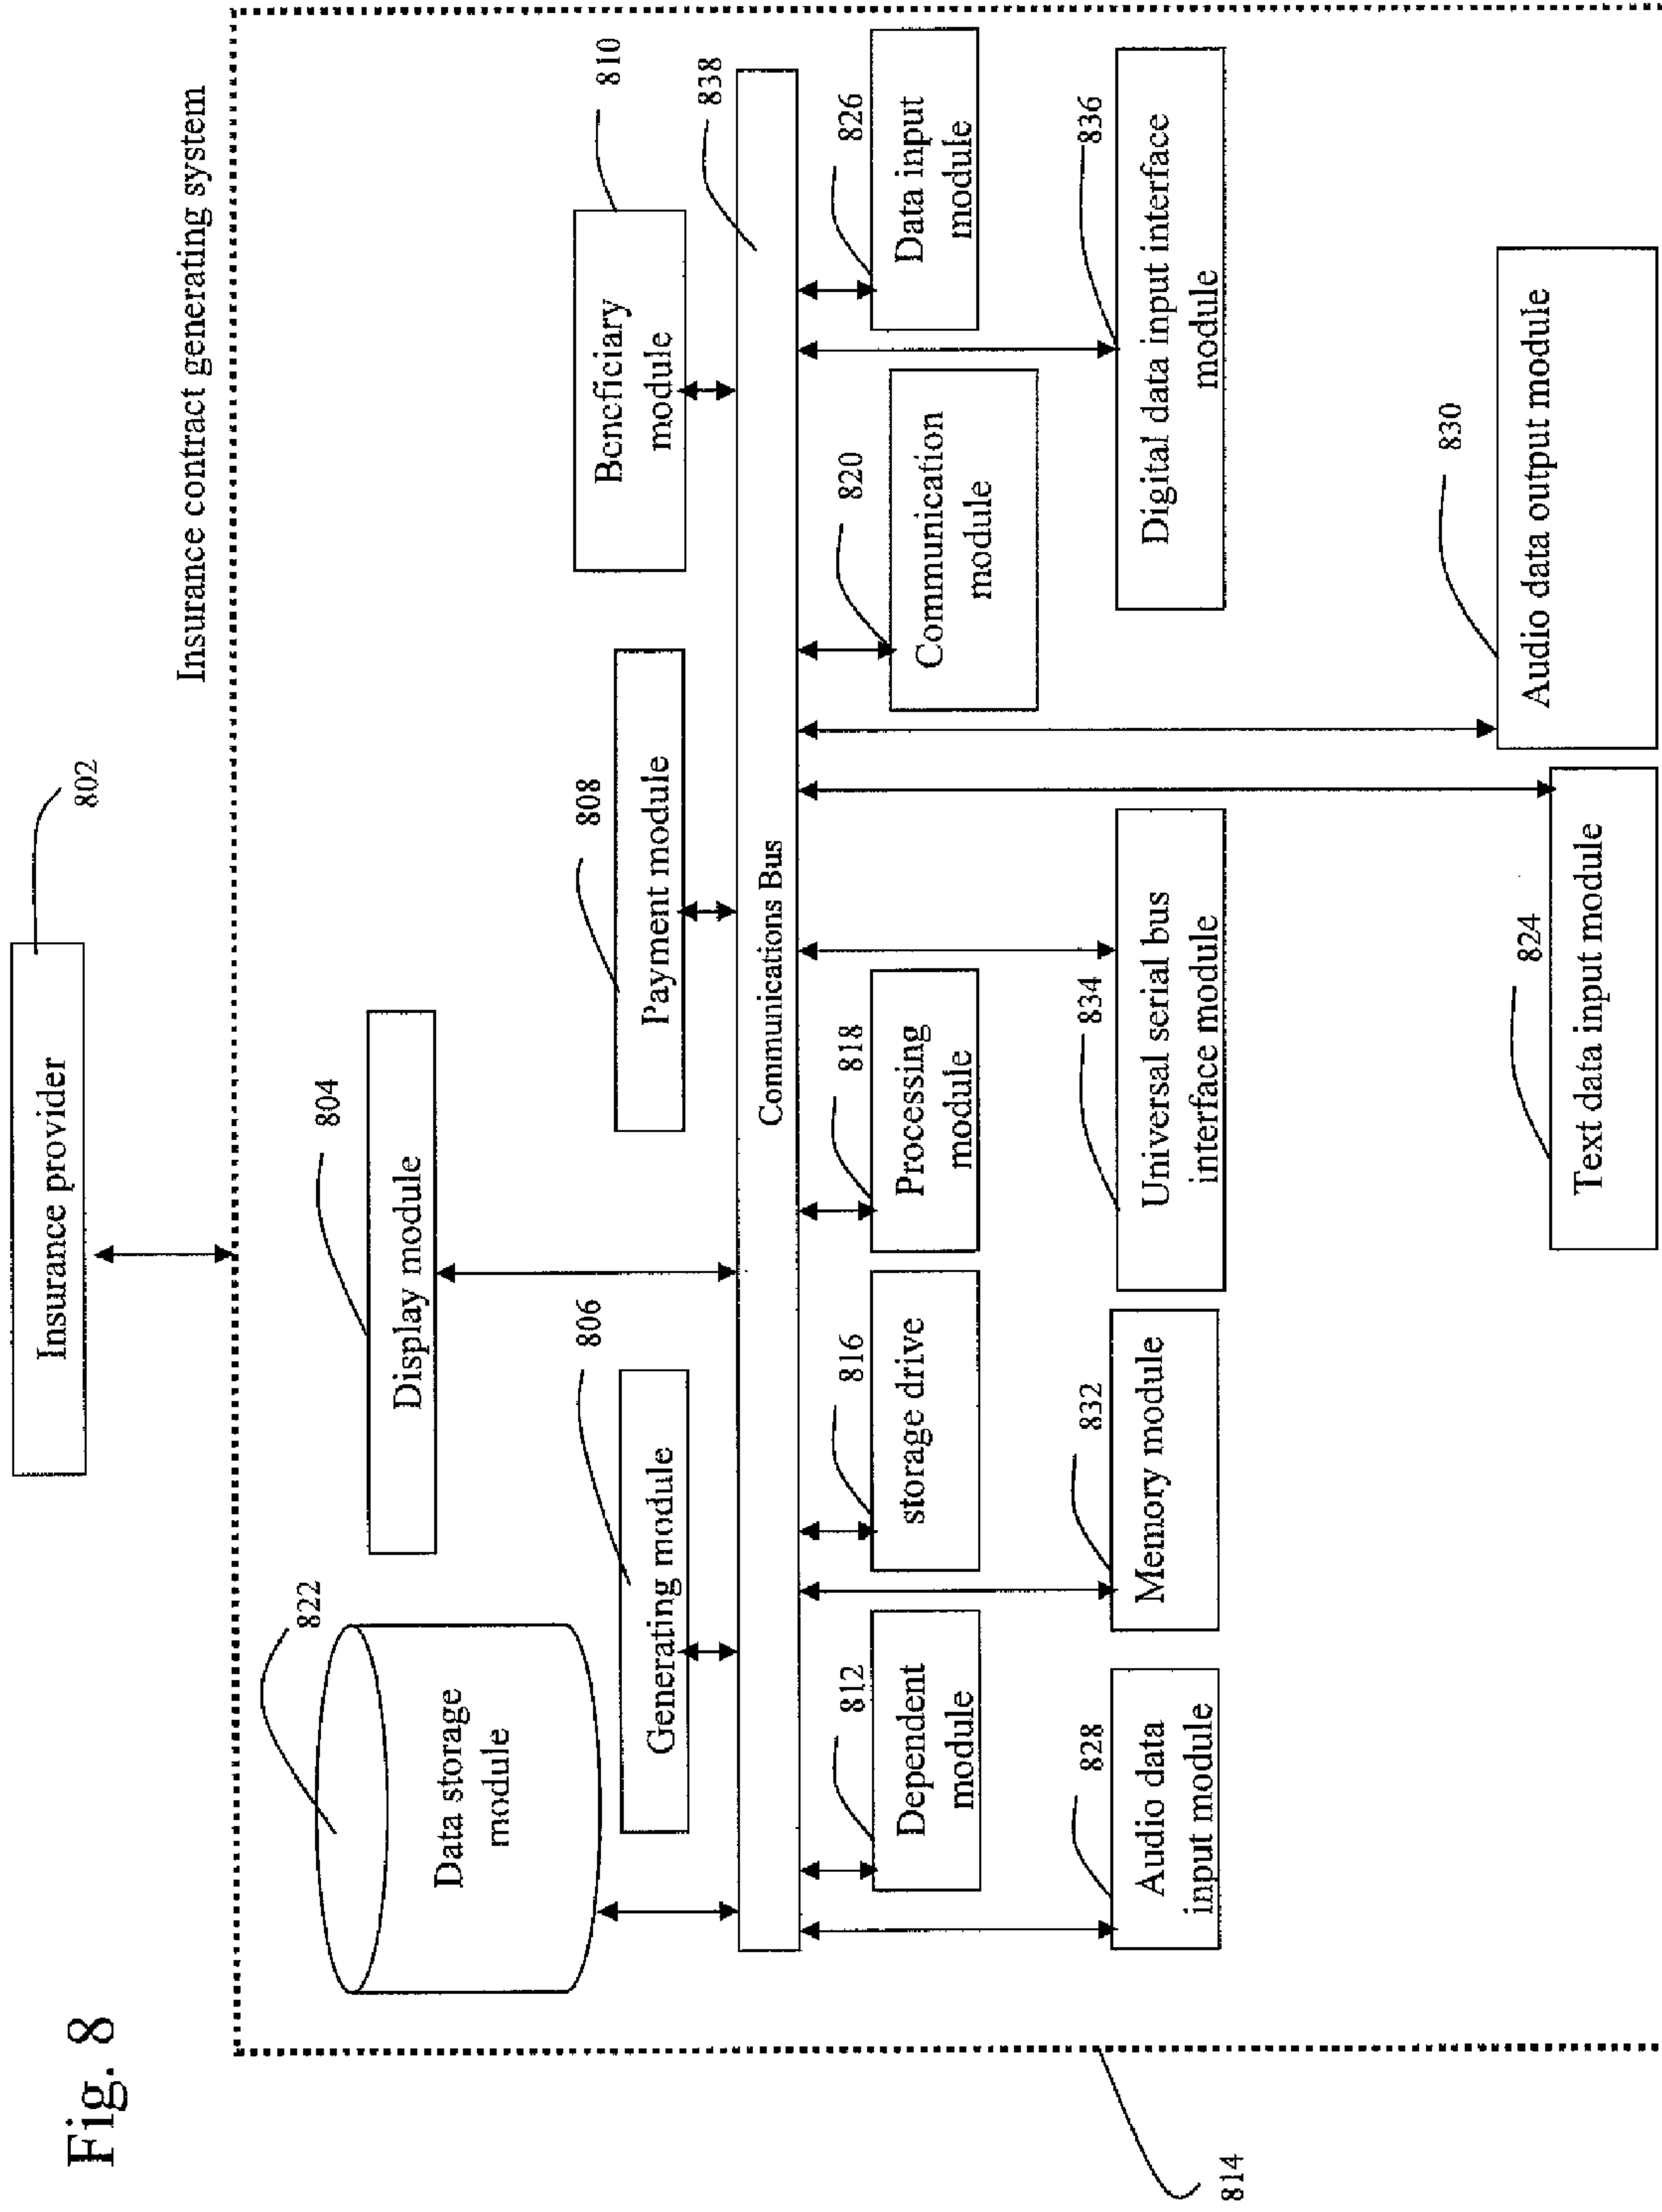 Fig. 8
Insurance provider
802
Insurance contract generating system
822
Data storage
module
804
Display module
806
Generating module
808
Payment module
810
Beneficiary
module
838
Communications Bus
812
Dependent
module
816
storage drive
818
Processing
module
820
Communication
module
826
Data input
module
828
Audio data
input module
832
Memory module
834
Universal serial bus
interface module
836
Digital data input interface
module
824
Text data input module
830
Audio data output module
814